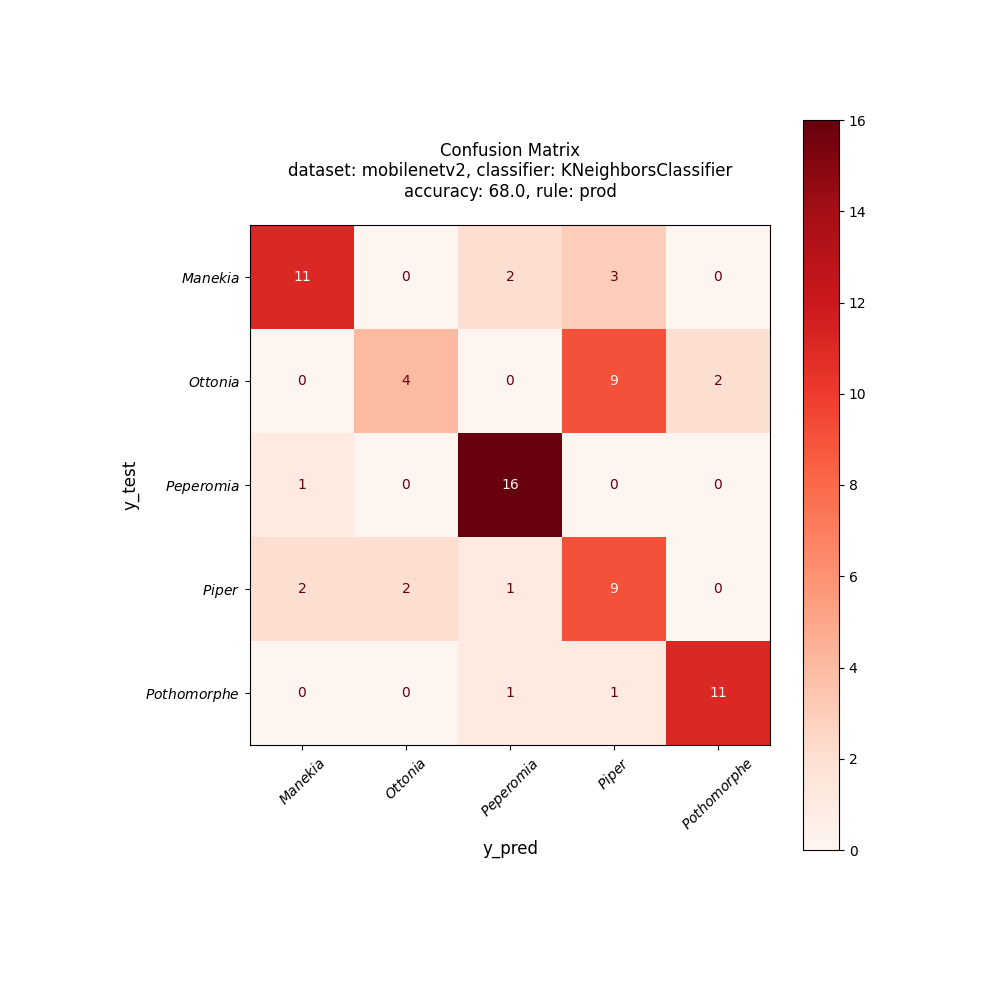 Confusion Matrix
dataset: mobilenetv2, classifier: KNeighborsClassifier
accuracy: 68.0, rule: prod
Manekia 11 0 2 3 0
Ottonia 0 4 0 9 2
Peperomia 1 0 16 0 0
Piper 2 2 1 9 0
Pothomorphe 0 0 1 1 11
y_test
Manekia Ottonia Peperomia Piper Pothomorphe
y_pred
16
14
12
10
8
6
4
2
0